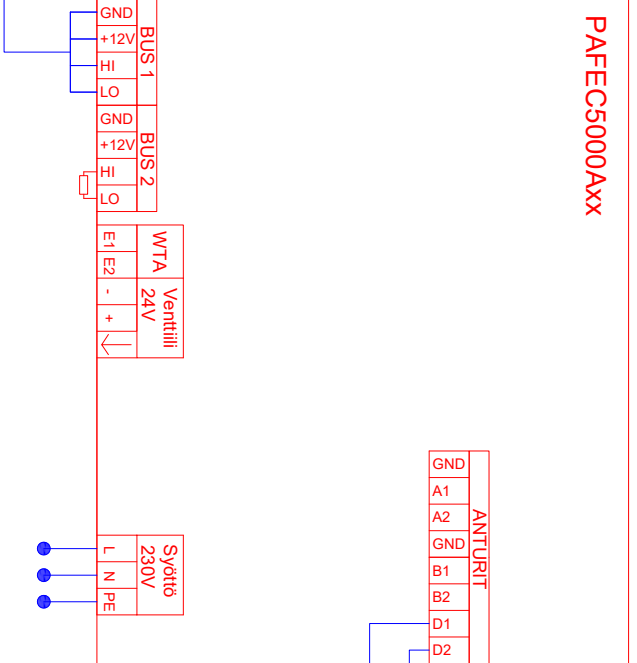 PAFEC5000Axx
BUS 1
GND
+12V
HI
LO
BUS 2
GND
+12V
HI
LO
WTA
E1
E2
Venttiili
24V
-
+
ANTURIT
GND
A1
A2
GND
B1
B2
D1
D2
Syöttö
230V
L
N
PE